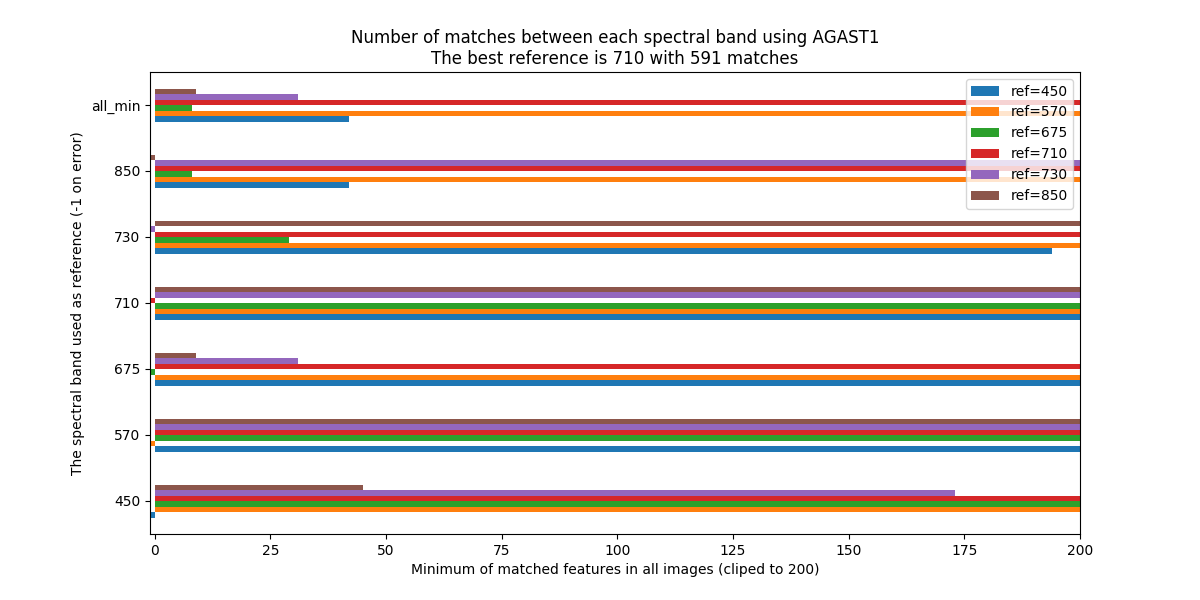 Number of matches between each spectral band using AGAST1
The best reference is 710 with 591 matches
The spectral band used as reference (-1 on error)
all_min
850
730
710
675
570
450
ref=450
ref=570
ref=675
ref=710
ref=730
ref=850
0 25 50 75 100 125 150 175 200
Minimum of matched features in all images (cliped to 200)